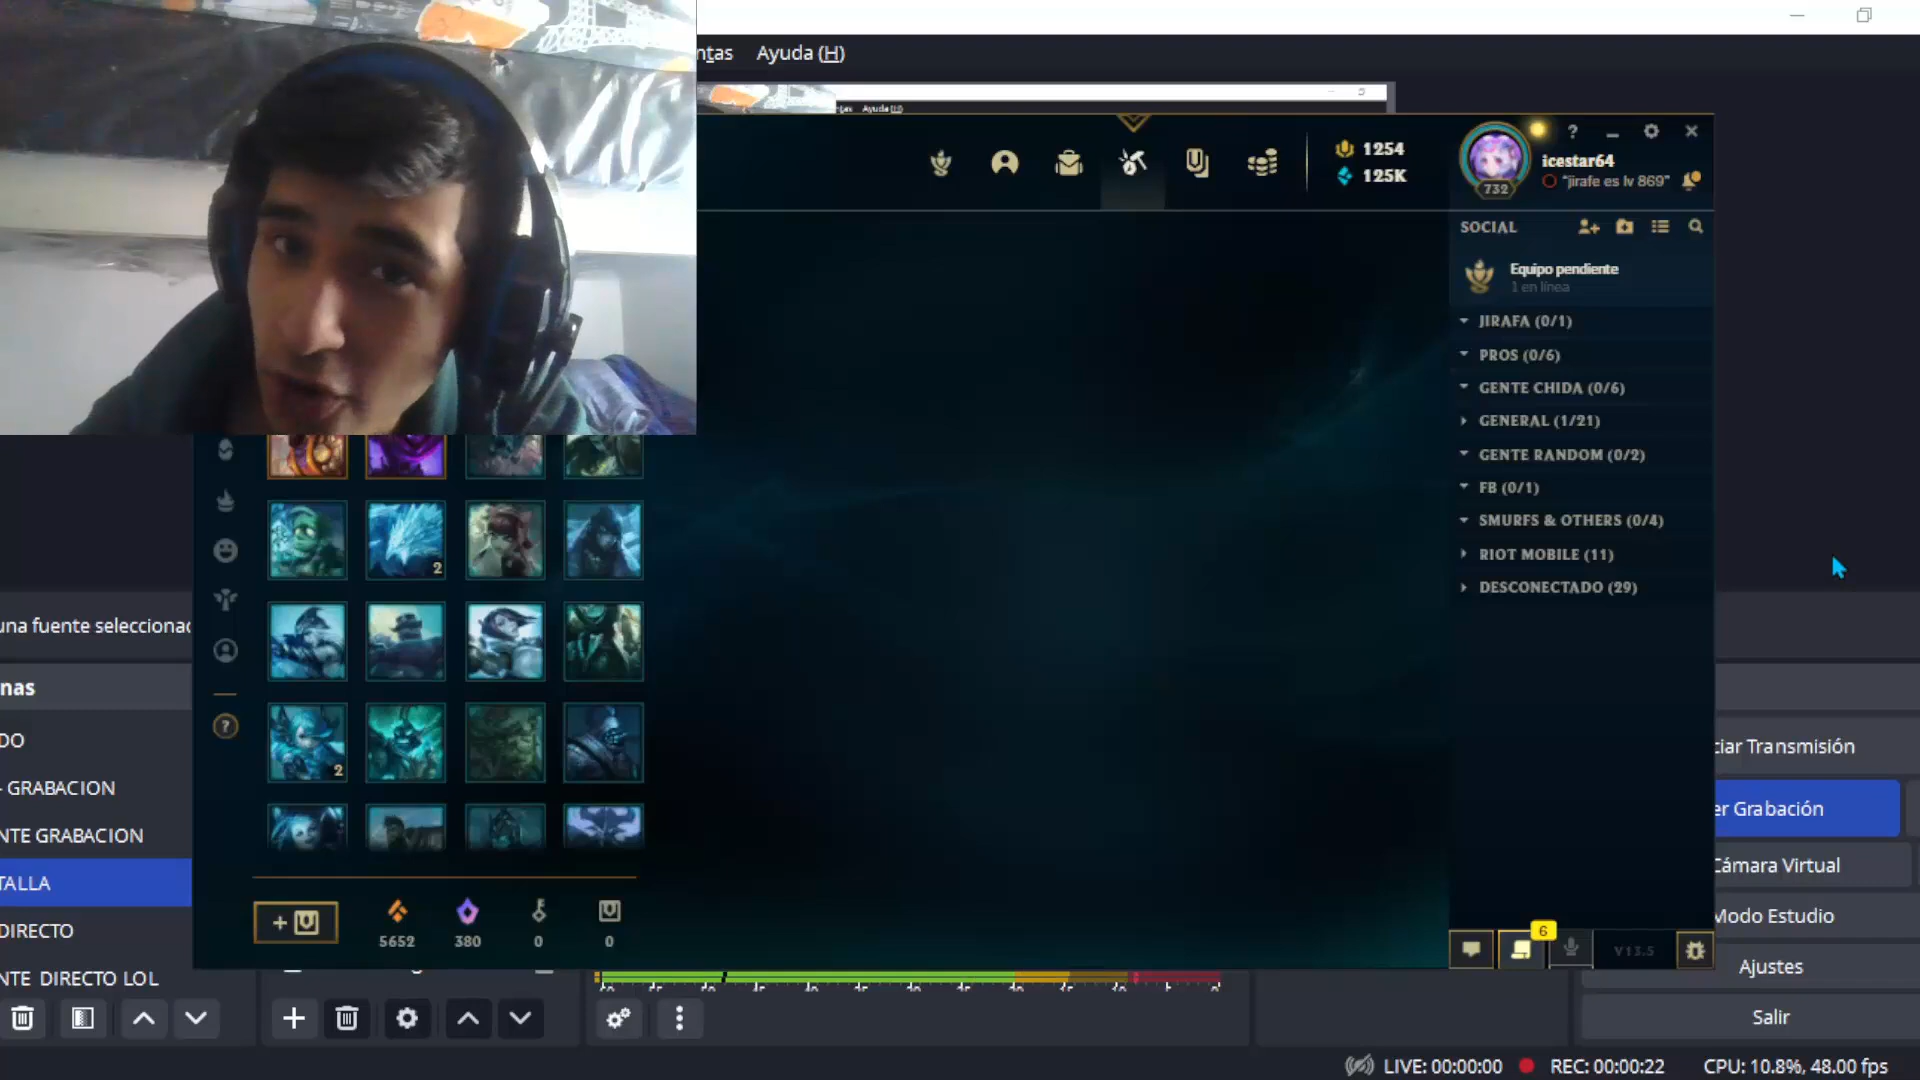 ntas Ayuda (H)
Ayuda (H)
1254
125K
?
732
icestar64
"jirafe es lv 869"
SOCIAL
Equipo pendiente
1 en línea
JIRAFA (0/1)
PROS (0/6)
GENTE CHIDA (0/6)
GENERAL (1/21)
GENTE RANDOM (0/2)
FB (0/1)
SMURFS & OTHERS (0/4)
RIOT MOBILE (11)
DESCONECTADO (29)
2
2
?
+
5652
380
0
0
6
V13.5
una fuente seleccionad
nas
DO
- GRABACION
NTE GRABACION
TALLA
DIRECTO
NTE DIRECTO LOL
ciar Transmisión
er Grabación
Cámara Virtual
Modo Estudio
Ajustes
Salir
LIVE: 00:00:00
REC: 00:00:22
CPU: 10.8%, 48.00 fps